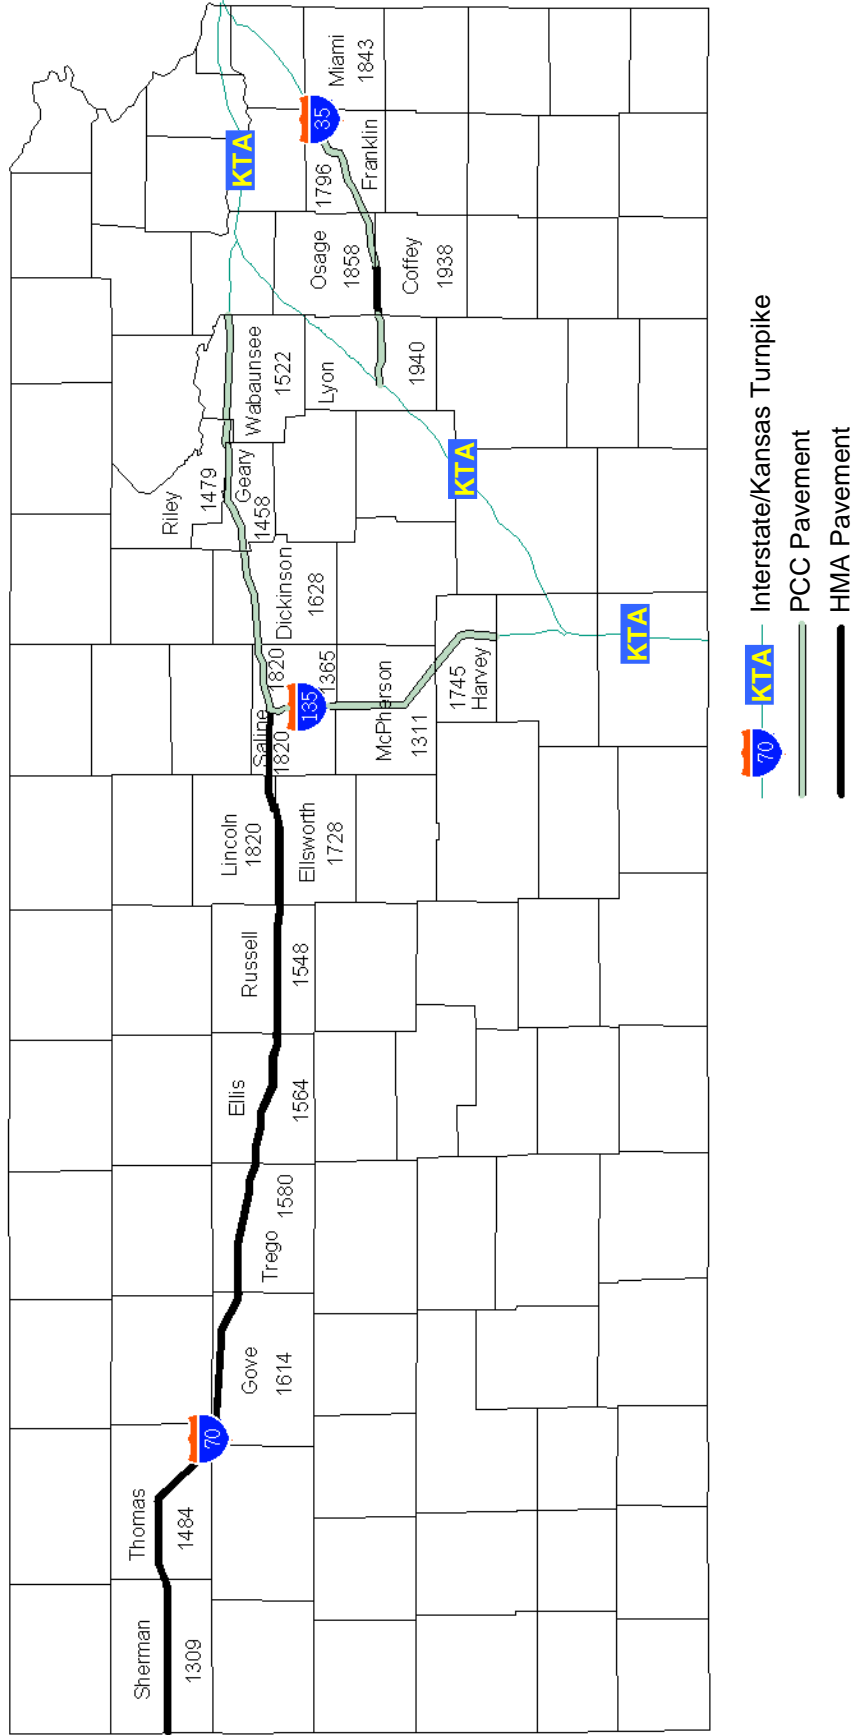 Sherman
1309
Thomas
1484
70
Gove
1614
Trego
1580
Ellis
1564
Russell
1548
Lincoln
1820
Ellsworth
1728
Saline
1820
1820
1365
135
McPherson
1311
1745
Harvey
Dickinson
1628
Riley
1479
Geary
1458
Wabaunsee
1522
Lyon
1940
Osage
1858
Coffey
1938
1796
Franklin
35
Miami
1843
KTA
KTA
KTA
70
KTA
Interstate/Kansas Turnpike
PCC Pavement
HMA Pavement